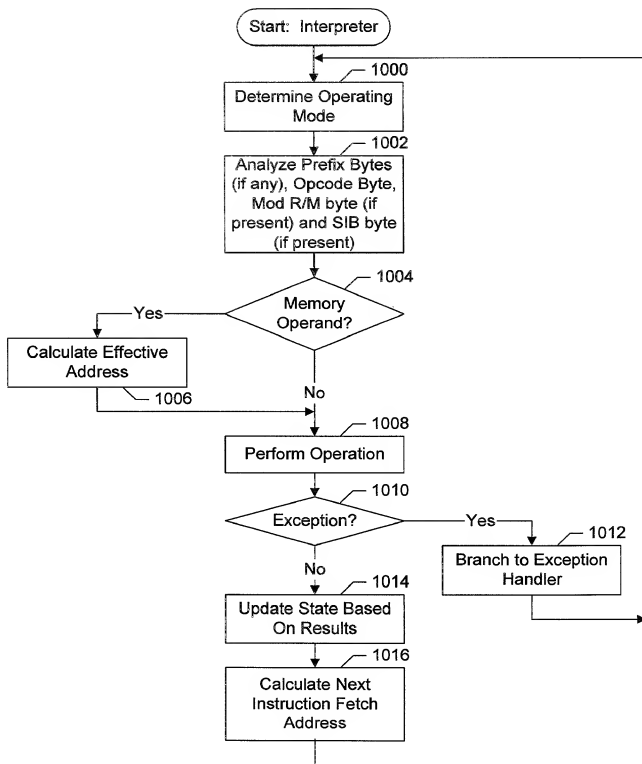 Start: Interpreter
1000
Determine Operating
Mode
1002
Analyze Prefix Bytes
(if any), Opcode Byte,
Mod R/M byte (if
present) and SIB byte
(if present)
1004
Memory
Operand?
Yes
Calculate Effective
Address
1006
No
1008
Perform Operation
1010
Exception?
Yes
1012
Branch to Exception
Handler
No
1014
Update State Based
On Results
1016
Calculate Next
Instruction Fetch
Address